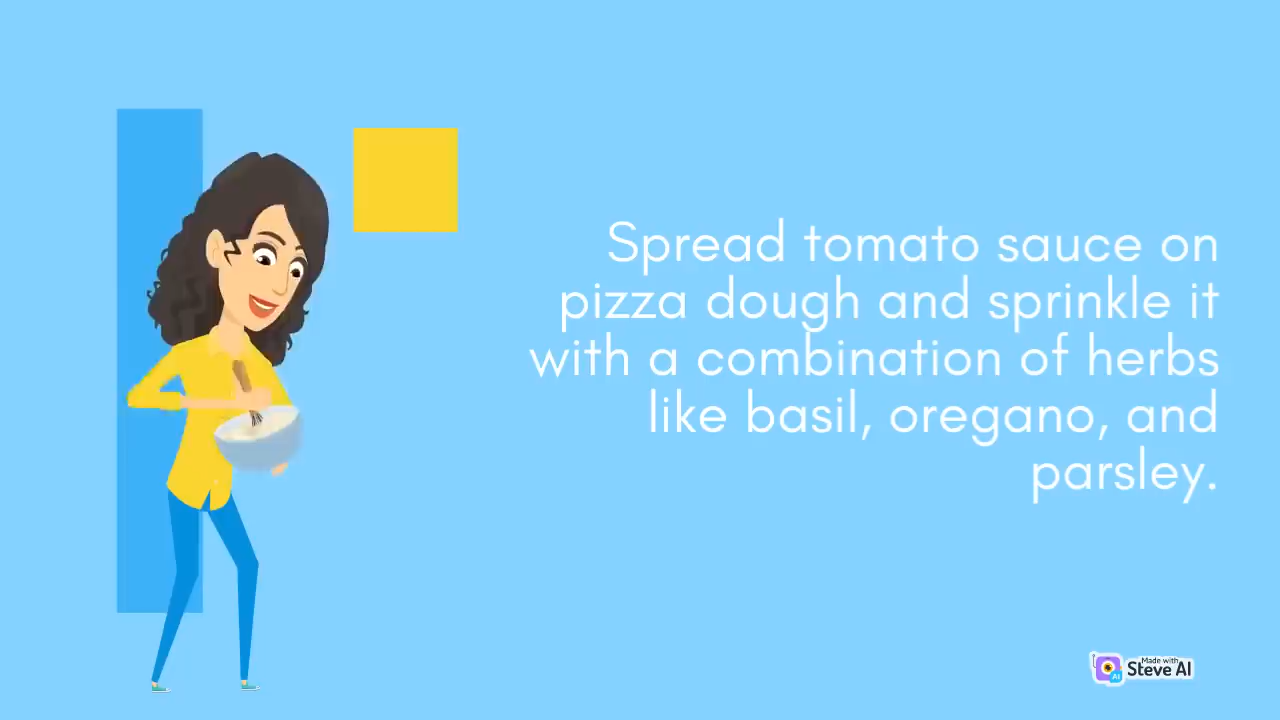 Spread tomato sauce on
pizza dough and sprinkle it
with a combination of herbs
like basil, oregano, and
parsley.
Made with
Steve AI
AI